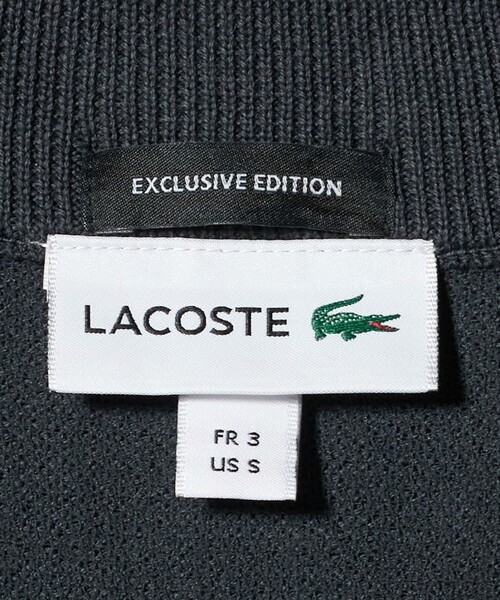 EXCLUSIVE EDITION
LACOSTE
FR 3
US S